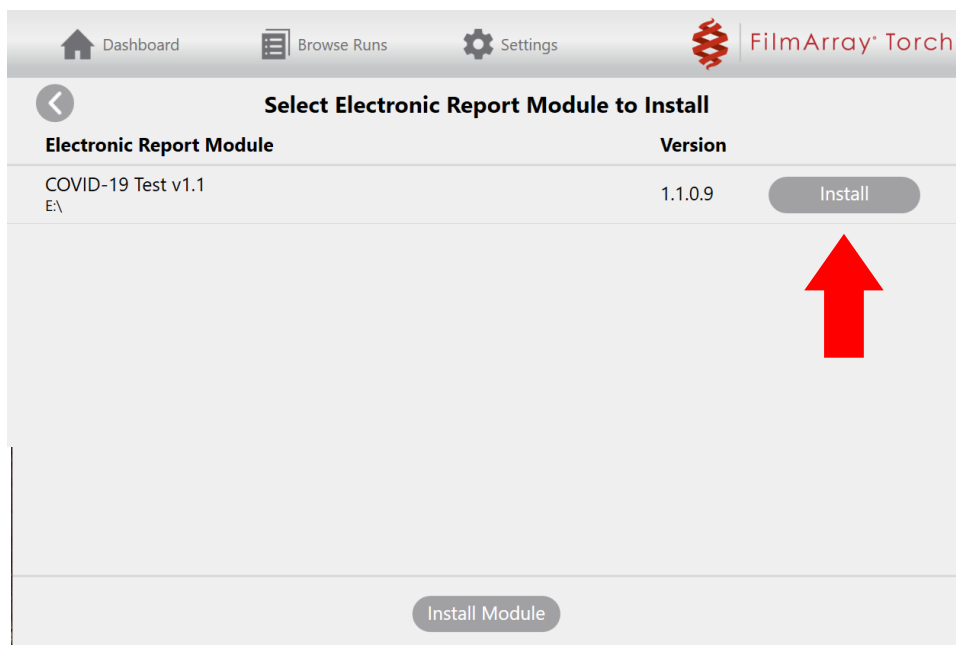 Dashboard Browse Runs Settings FilmArray® Torch
Select Electronic Report Module to Install
Electronic Report Module Version
COVID-19 Test v1.1 1.1.0.9 Install
E:\
Install Module